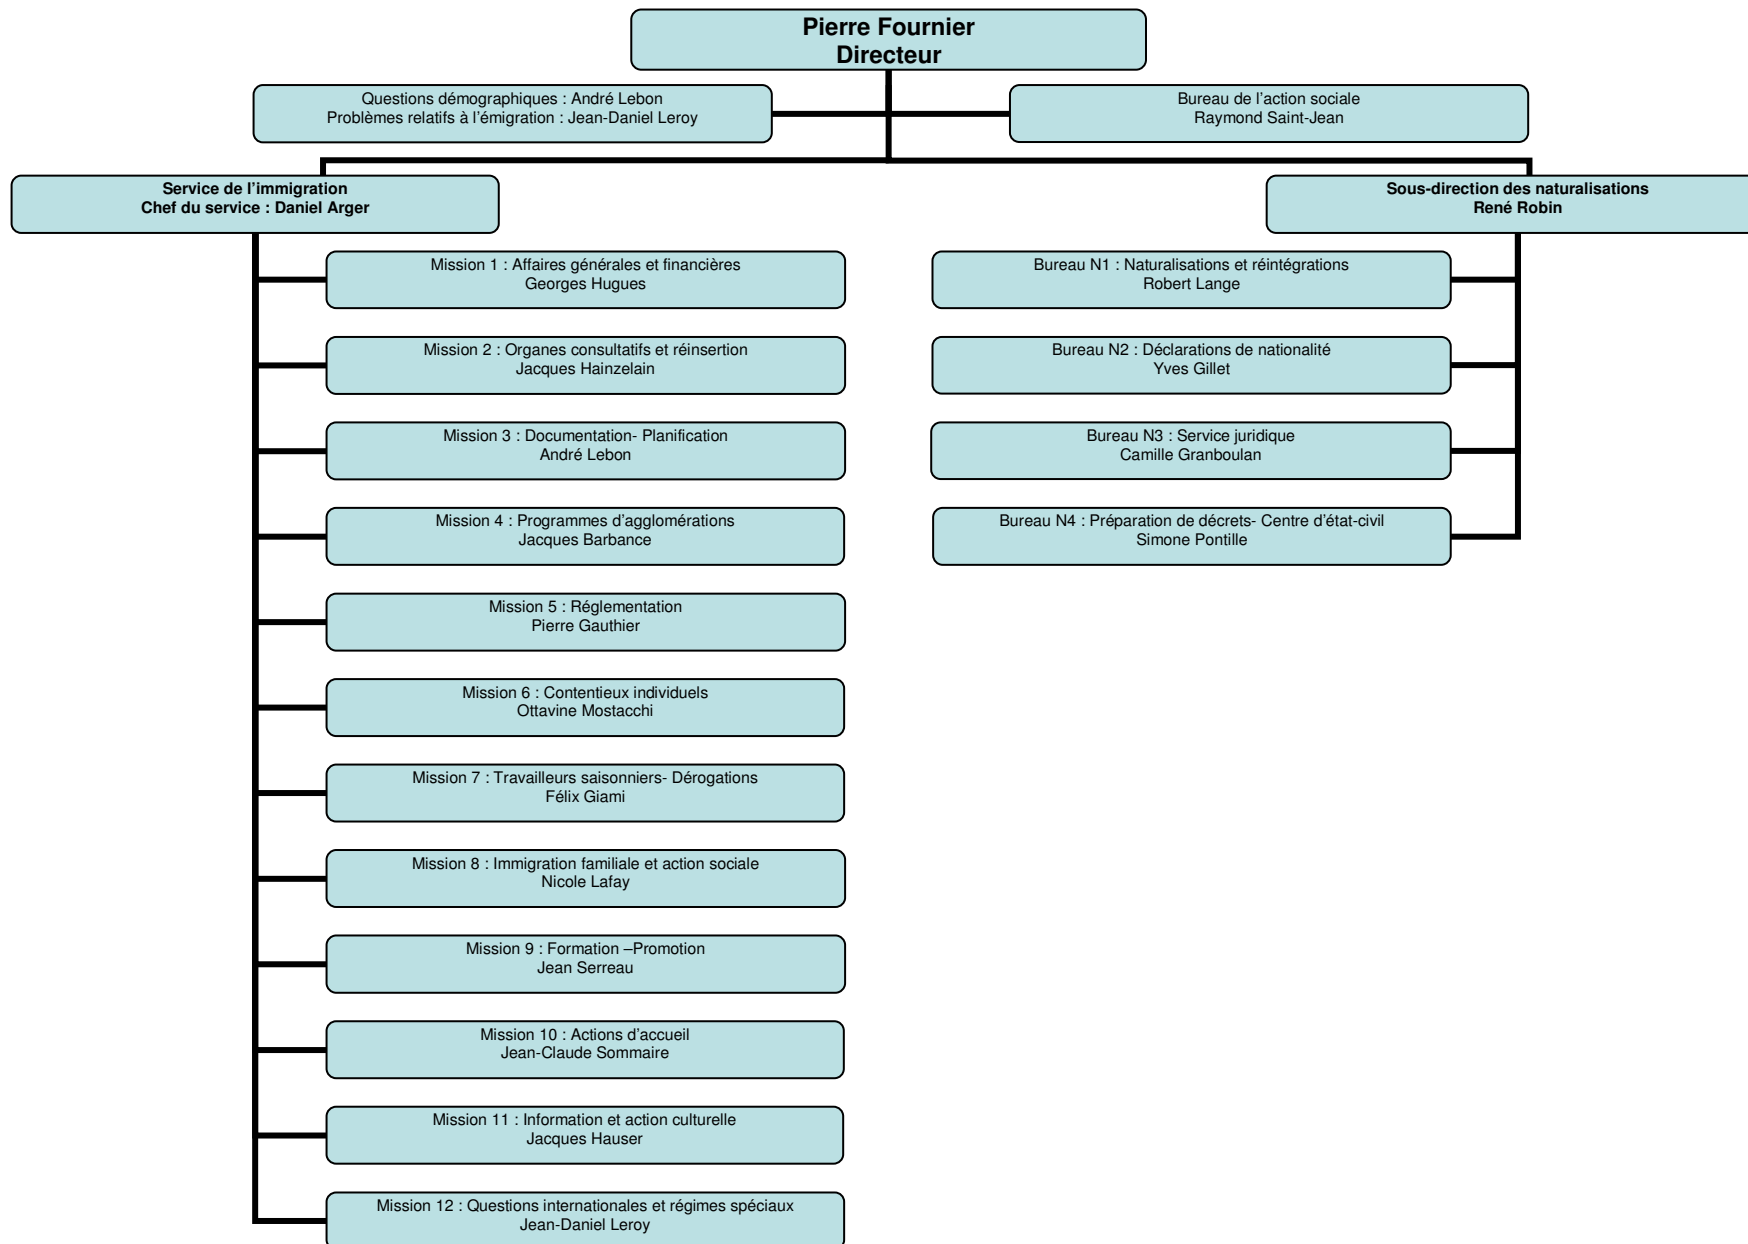 Pierre Fournier
Directeur
Questions démographiques : André Lebon
Problèmes relatifs à l’émigration : Jean-Daniel Leroy
Bureau de l’action sociale
Raymond Saint-Jean
Service de l’immigration
Chef du service : Daniel Arger
Sous-direction des naturalisations
René Robin
Mission 1 : Affaires générales et financières
Georges Hugues
Mission 2 : Organes consultatifs et réinsertion
Jacques Hainzelain
Mission 3 : Documentation- Planification
André Lebon
Mission 4 : Programmes d’agglomérations
Jacques Barbance
Mission 5 : Réglementation
Pierre Gauthier
Mission 6 : Contentieux individuels
Ottavine Mostacchi
Mission 7 : Travailleurs saisonniers- Dérogations
Félix Giami
Mission 8 : Immigration familiale et action sociale
Nicole Lafay
Mission 9 : Formation –Promotion
Jean Serreau
Mission 10 : Actions d’accueil
Jean-Claude Sommaire
Mission 11 : Information et action culturelle
Jacques Hauser
Mission 12 : Questions internationales et régimes spéciaux
Jean-Daniel Leroy
Bureau N1 : Naturalisations et réintégrations
Robert Lange
Bureau N2 : Déclarations de nationalité
Yves Gillet
Bureau N3 : Service juridique
Camille Granboulan
Bureau N4 : Préparation de décrets- Centre d’état-civil
Simone Pontille